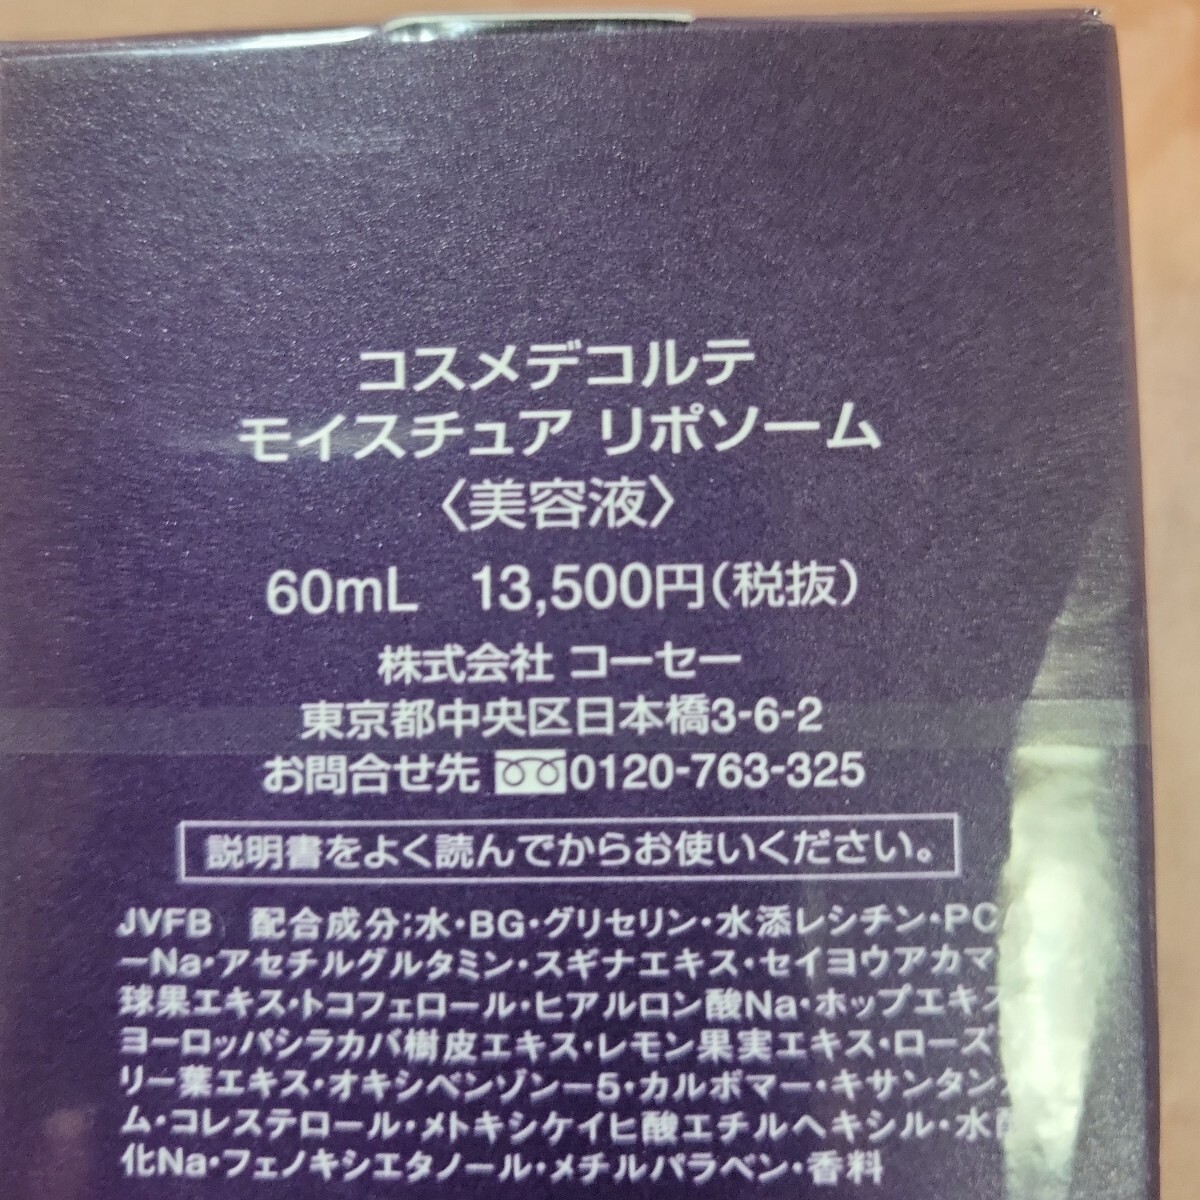 コスメデコルテ
モイスチュア リポソーム
〈美容液〉
60mL 13,500円(税抜)
株式会社 コーセー
東京都中央区日本橋3-6-2
お問合せ先 0120-763-325
説明書をよく読んでからお使いください。
JVFB 配合成分;水・BG・グリセリン・水添レシチン・PC
ーNa・アセチルグルタミン・スギナエキス・セイヨウアカマ
球果エキス・トコフェロール・ヒアルロン酸Na・ホップエキス
ヨーロッパシラカバ樹皮エキス・レモン果実エキス・ローズ
リー葉エキス・オキシベンゾンー5・カルボマー・キサンタン
ム・コレステロール・メトキシケイヒ酸エチルヘキシル・水
化Na・フェノキシエタノール・メチルパラベン・香料